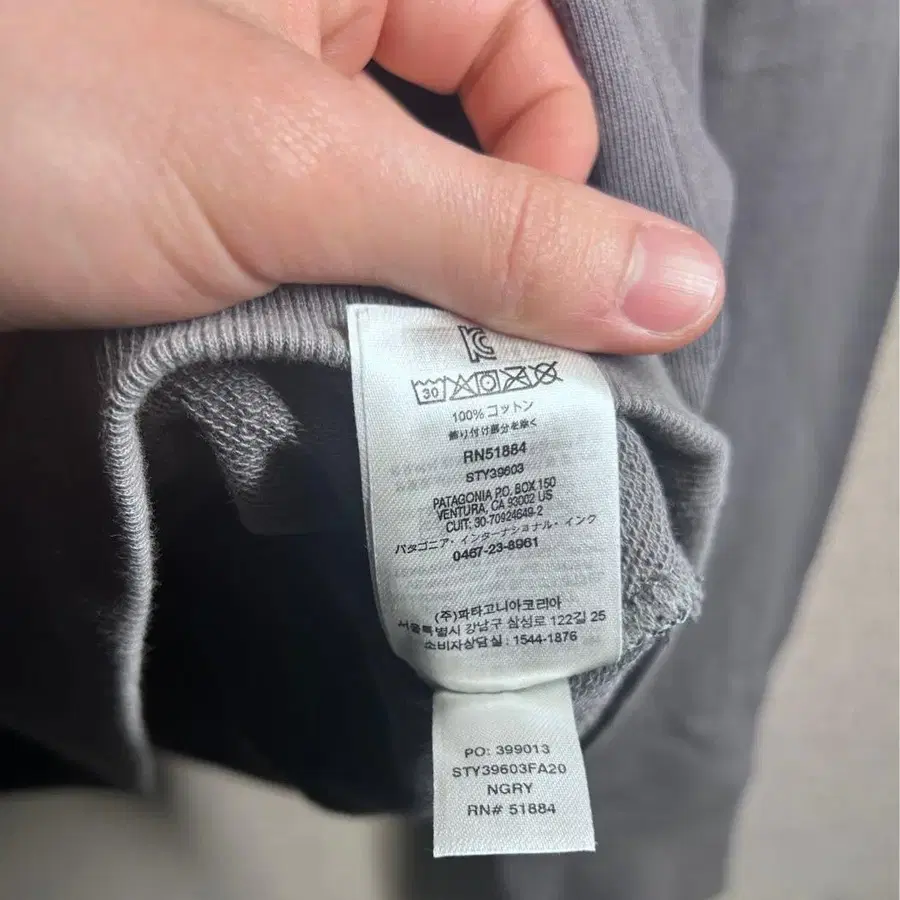 KC
30
100% コットン
飾り付け部分を除く
RN51884
STY39603
PATAGONIA P.O. BOX 150
VENTURA, CA 93002 US
CUIT: 30-70924649-2
パタゴニア・インターナショナル・インク
0467-23-8961
(주)파타고니아코리아
서울특별시 강남구 삼성로 122길 25
소비자상담실 : 1544-1876
PO: 399013
STY39603FA20
NGRY
RN# 51884